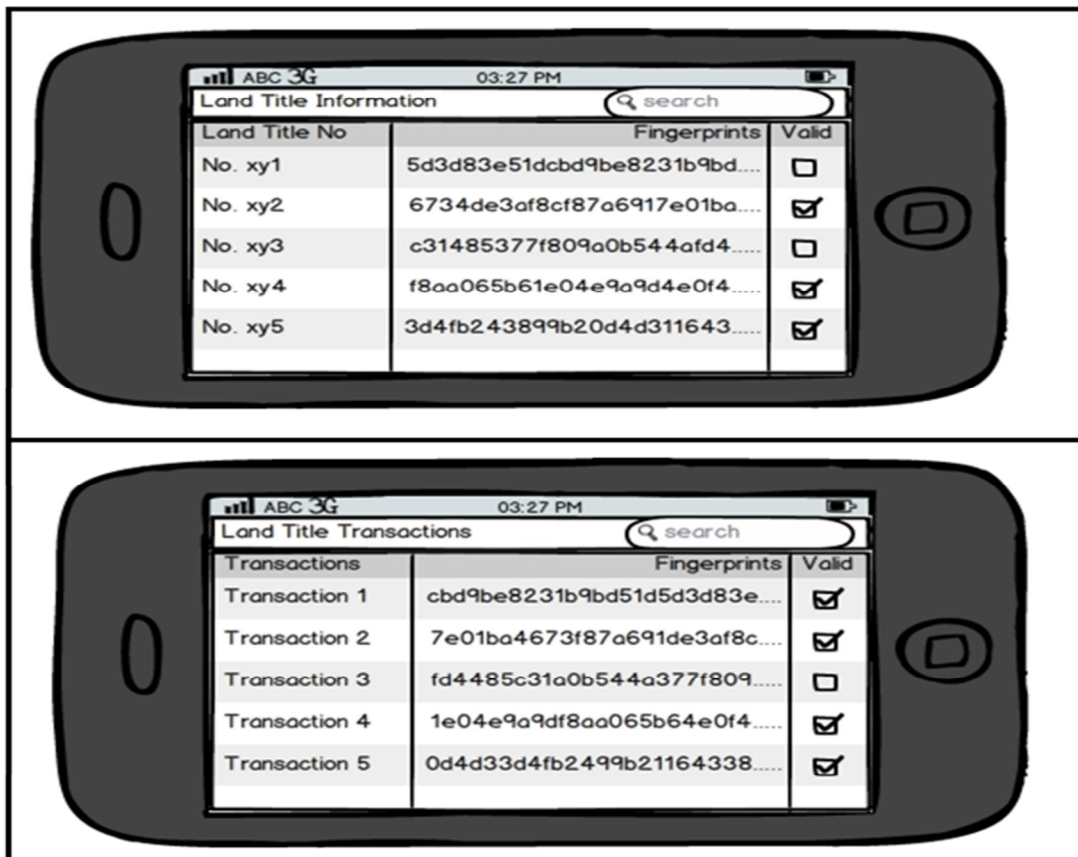 ABC 3G 03:27 PM
Land Title Information search
Land Title No Fingerprints Valid
No. xy1 5d3d83e51dcbd9be8231b9bd....
No. xy2 6734de3af8cf87a6917e01ba....
No. xy3 c31485377f809a0b544afd4.....
No. xy4 f8aa065b61e04e9a9d4e0f4.....
No. xy5 3d4fb243899b20d4d311643.....
ABC 3G 03:27 PM
Land Title Transactions search
Transactions Fingerprints Valid
Transaction 1 cbd9be8231b9bd51d5d3d83e....
Transaction 2 7e01ba4673f87a691de3af8c....
Transaction 3 fd4485c31a0b544a377f809.....
Transaction 4 1e04e9a9df8aa065b64e0f4.....
Transaction 5 0d4d33d4fb2499b21164338.....